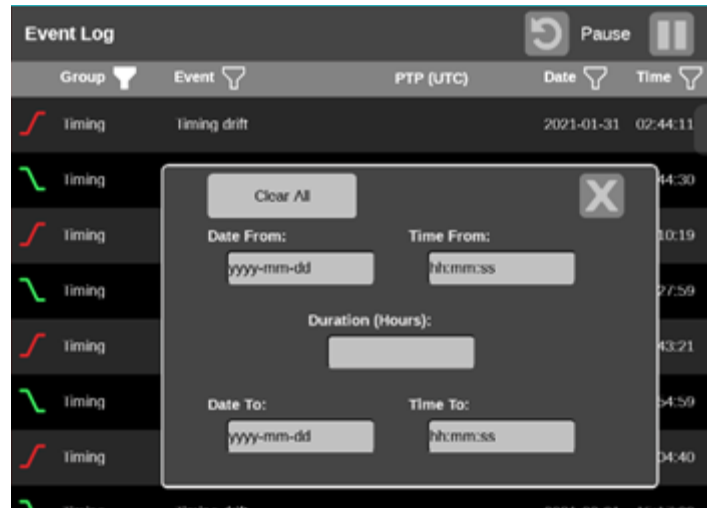 Event Log Pause
Group Event PTP (UTC) Date Time
Timing Timing drift 2021-01-31 02:44:11
Timing 44:30
Clear All X
Timing 10:19
Date From: Time From:
yyyy-mm-dd hh:mm:ss
Timing 27:59
Duration (Hours):
Timing 43:21
Timing 54:59
Date To: Time To:
yyyy-mm-dd hh:mm:ss
Timing 04:40